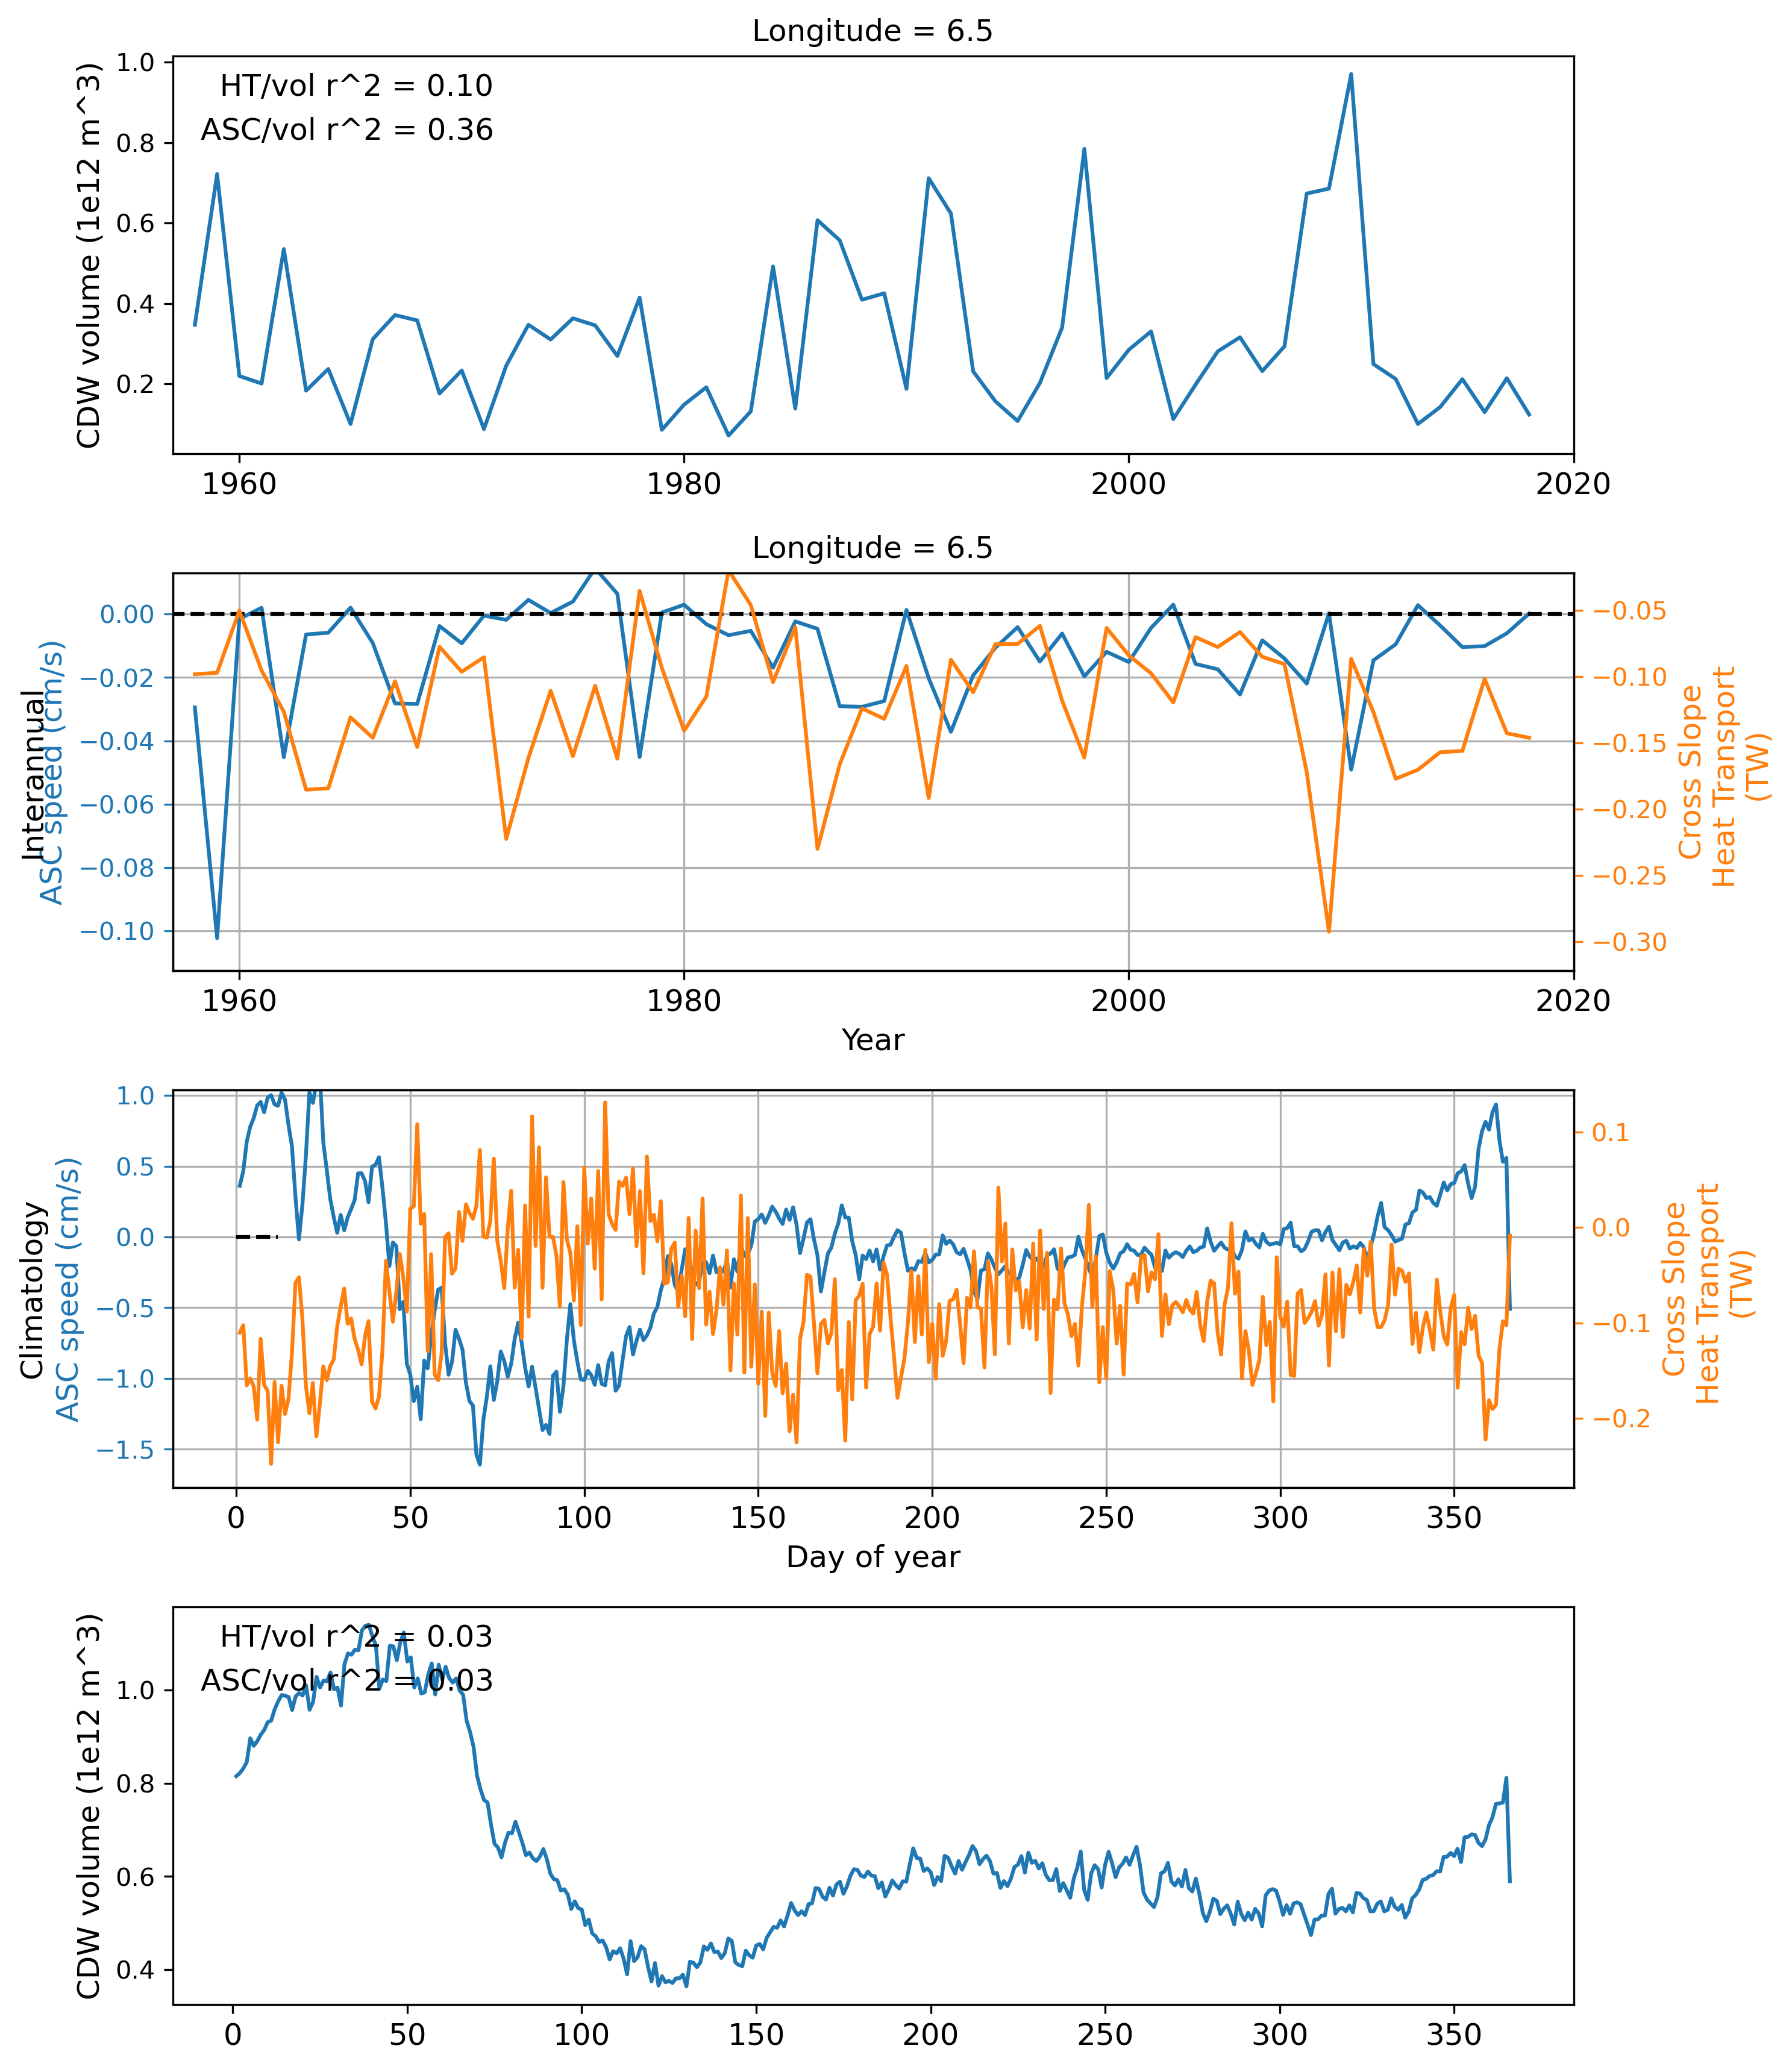 Longitude = 6.5
HT/vol r^2 = 0.10
ASC/vol r^2 = 0.36
CDW volume (1e12 m^3)
1.0
0.8
0.6
0.4
0.2
1960
1980
2000
2020
Longitude = 6.5
Interannual
ASC speed (cm/s)
0.00
−0.02
−0.04
−0.06
−0.08
−0.10
−0.05
−0.10
−0.15
−0.20
−0.25
−0.30
Cross Slope
Heat Transport
(TW)
1960
1980
2000
2020
Year
Climatology
ASC speed (cm/s)
1.0
0.5
0.0
−0.5
−1.0
−1.5
0.1
0.0
−0.1
−0.2
Cross Slope
Heat Transport
(TW)
0
50
100
150
200
250
300
350
Day of year
HT/vol r^2 = 0.03
ASC/vol r^2 = 0.03
CDW volume (1e12 m^3)
1.0
0.8
0.6
0.4
0
50
100
150
200
250
300
350